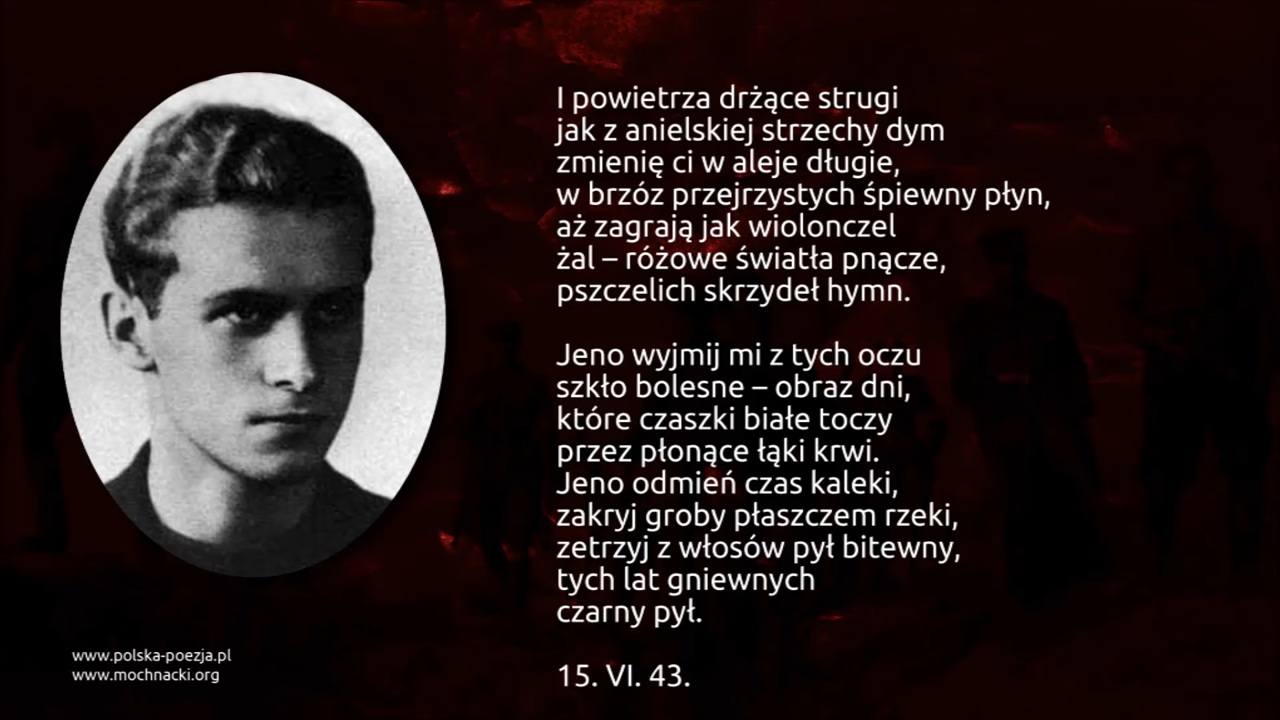 I powietrza drżące strugi
jak z anielskiej strzechy dym
zmienię ci w aleje długie,
w brzóz przejrzystych śpiewny płyn,
aż zagrają jak wiolonczel
żal – różowe światła pnącze,
pszczelich skrzydeł hymn.
Jeno wyjmij mi z tych oczu
szkło bolesne – obraz dni,
które czaszki białe toczy
przez płonące łąki krwi.
Jeno odmień czas kaleki,
zakryj groby płaszczem rzeki,
zetrzyj z włosów pył bitewny,
tych lat gniewnych
czarny pył.
15. VI. 43.
www.polska-poezja.pl
www.mochnacki.org